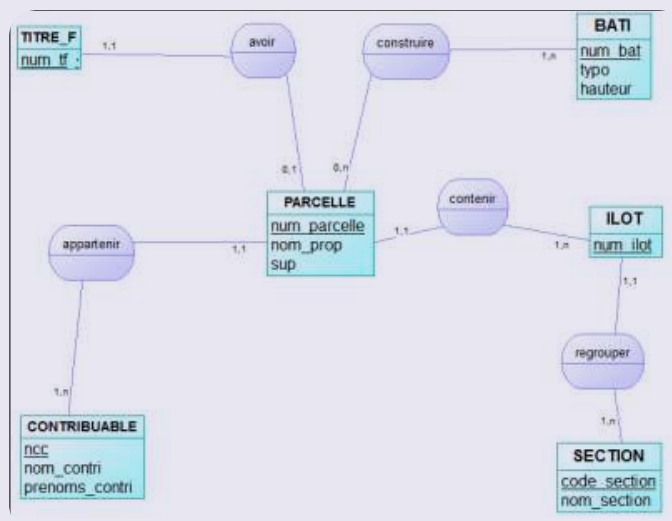 TITRE_F
num_tf
1,1
avoir
construire
1,n
BATI
num_bat
typo
hauteur
0,1
0,n
PARCELLE
num_parcelle
nom_prop
sup
contenir
1,1
1,n
ILOT
num_ilot
appartenir
1,1
1,1
regrouper
1,n
1,n
CONTRIBUABLE
ncc
nom_contri
prenoms_contri
SECTION
code_section
nom_section